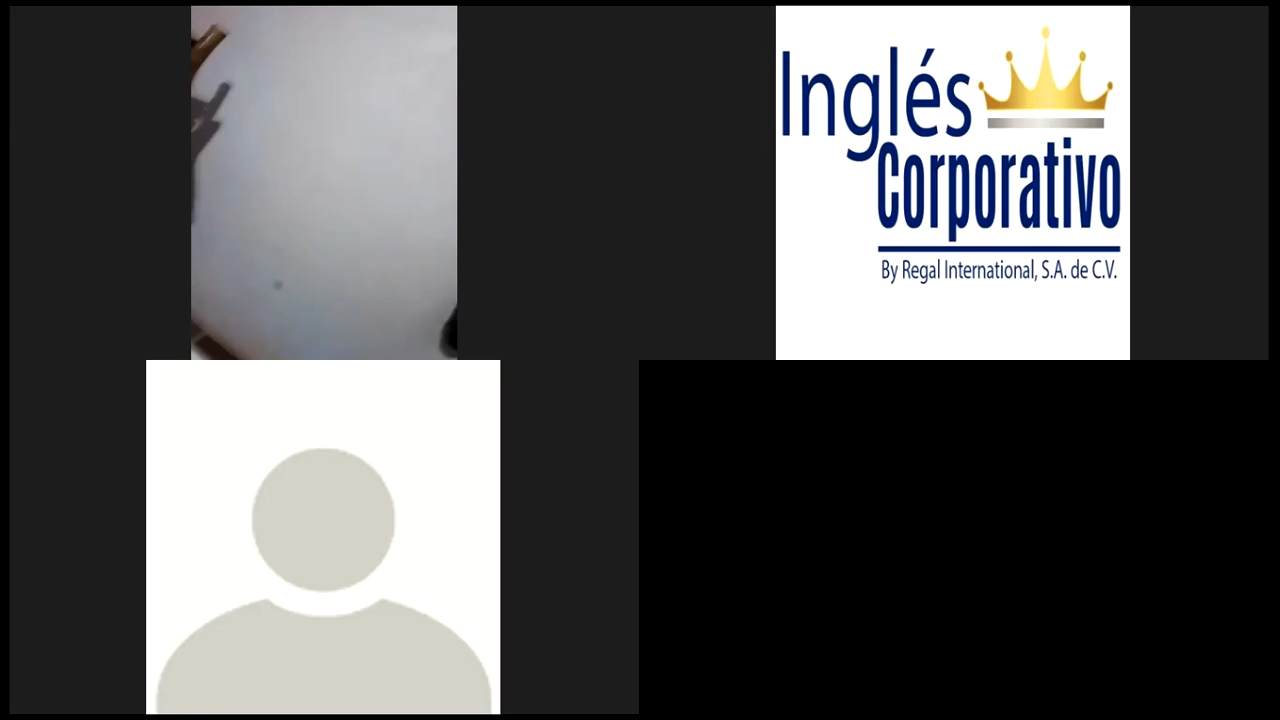 Inglés
Corporativo
By Regal International, S.A. de C.V.